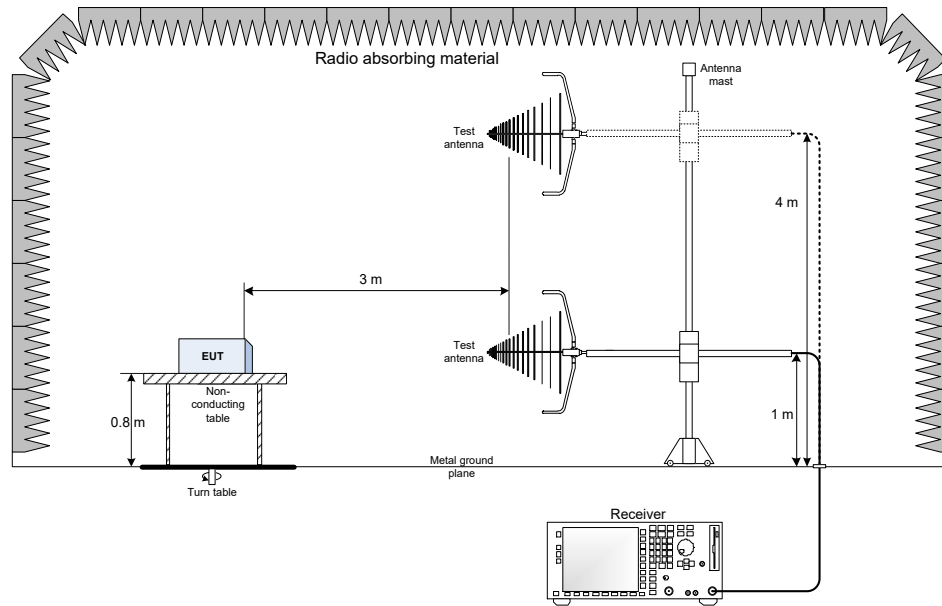 Radio absorbing material
Antenna
mast
Test
antenna
4 m
3 m
Test
antenna
EUT
Non-
conducting
table
0.8 m
1 m
Metal ground
plane
Turn table
Receiver